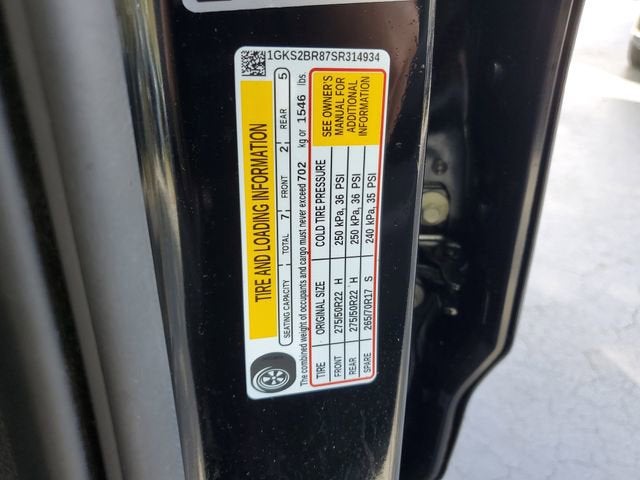 1GKS2BR87SR314934
TIRE AND LOADING INFORMATION
SEATING CAPACITY TOTAL 7 FRONT 2 REAR 5
The combined weight of occupants and cargo must never exceed 702 kg or 1546 lbs.
TIRE ORIGINAL SIZE COLD TIRE PRESSURE
FRONT 275/50R22 H 250 kPa, 36 PSI
REAR 275/50R22 H 250 kPa, 36 PSI
SPARE 265/70R17 S 240 kPa, 35 PSI
SEE OWNER'S
MANUAL FOR
ADDITIONAL
INFORMATION